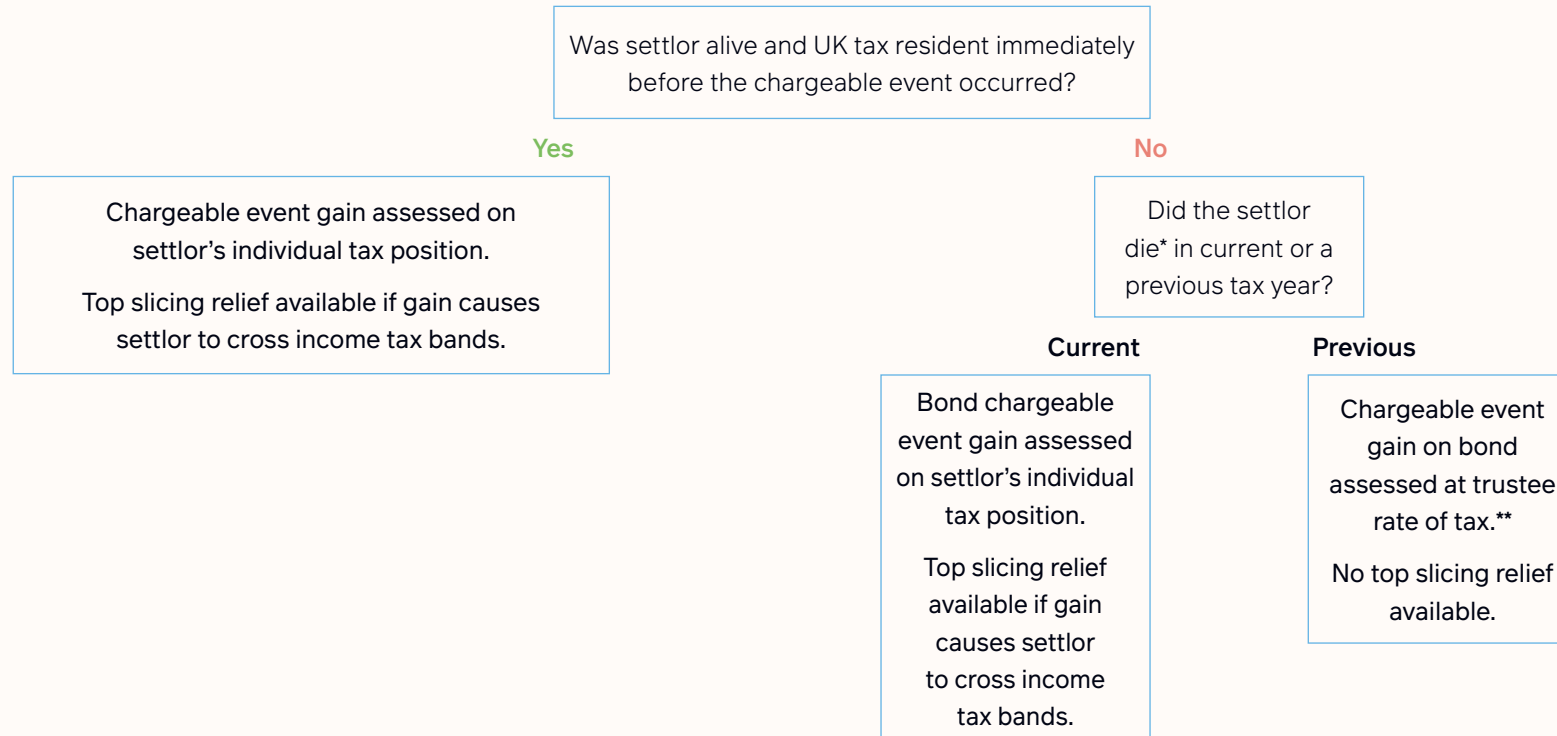 Was settlor alive and UK tax resident immediately
before the chargeable event occurred?
Yes
No
Chargeable event gain assessed on
settlor’s individual tax position.
Top slicing relief available if gain causes
settlor to cross income tax bands.
Did the settlor
die* in current or a
previous tax year?
Current
Previous
Bond chargeable
event gain assessed
on settlor’s individual
tax position.
Top slicing relief
available if gain
causes settlor
to cross income
tax bands.
Chargeable event
gain on bond
assessed at trustee
rate of tax.**
No top slicing relief
available.